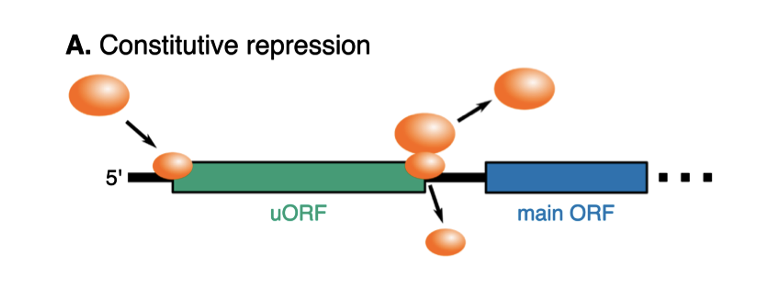 A. Constitutive repression
5'
uORF
main ORF